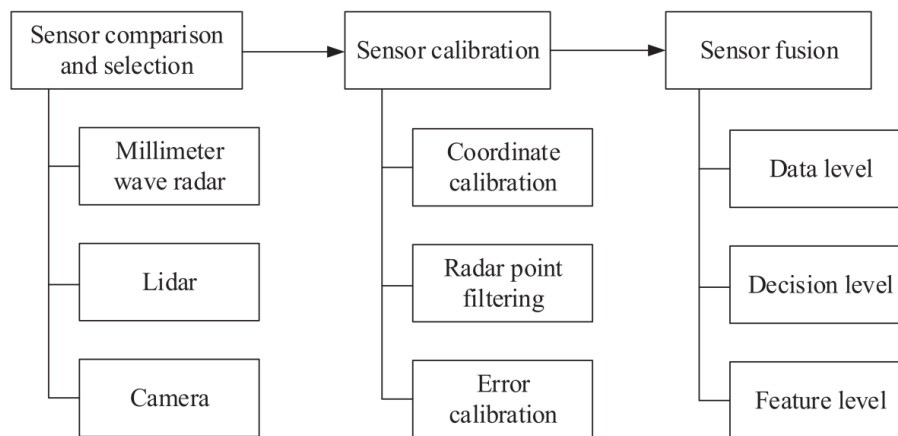 Sensor comparison
and selection
Millimeter
wave radar
Lidar
Camera
Sensor calibration
Coordinate
calibration
Radar point
filtering
Error
calibration
Sensor fusion
Data level
Decision level
Feature level